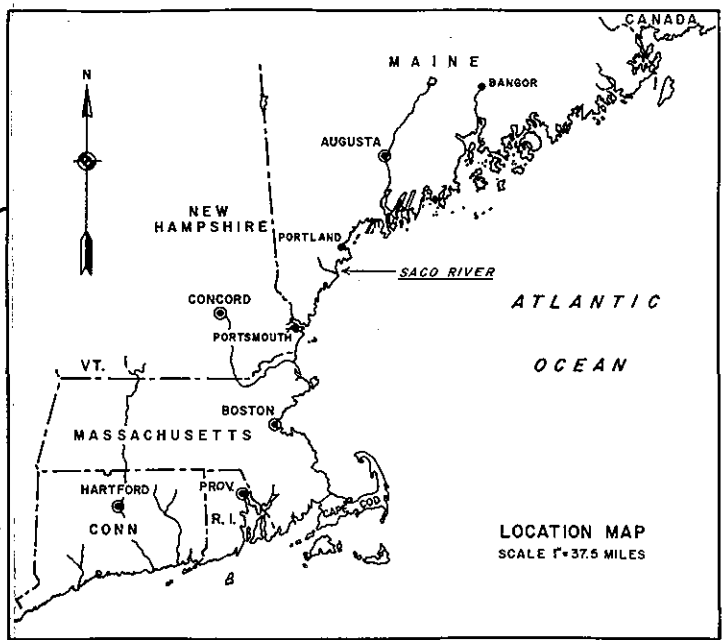 CANADA
MAINE
N
BANGOR
AUGUSTA
NEW
HAMPSHIRE
PORTLAND
SACO RIVER
CONCORD
ATLANTIC
PORTSMOUTH
VT.
OCEAN
BOSTON
MASSACHUSETTS
HARTFORD
PROV.
CAPE COD
R.I.
CONN
LOCATION MAP
SCALE 1"=37.5 MILES